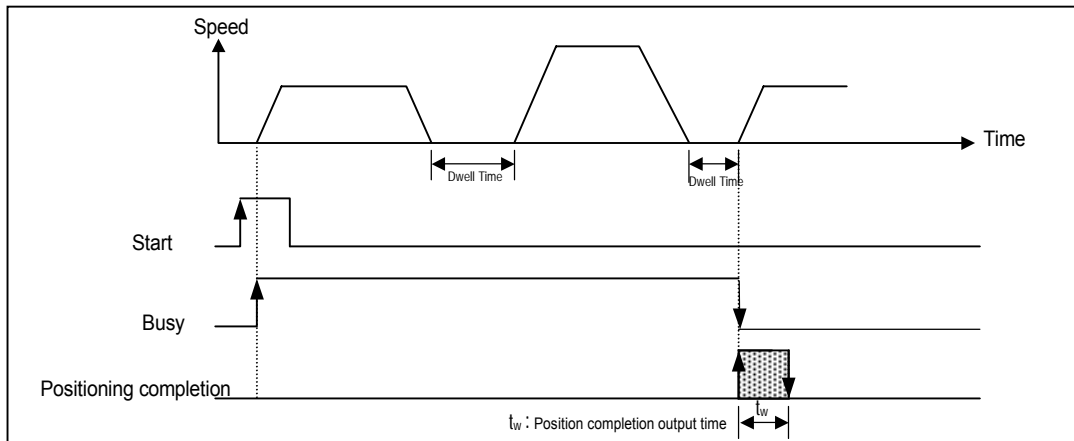 Speed
Time
Dwell Time
Dwell Time
Start
Busy
Positioning completion
tw
tw : Position completion output time